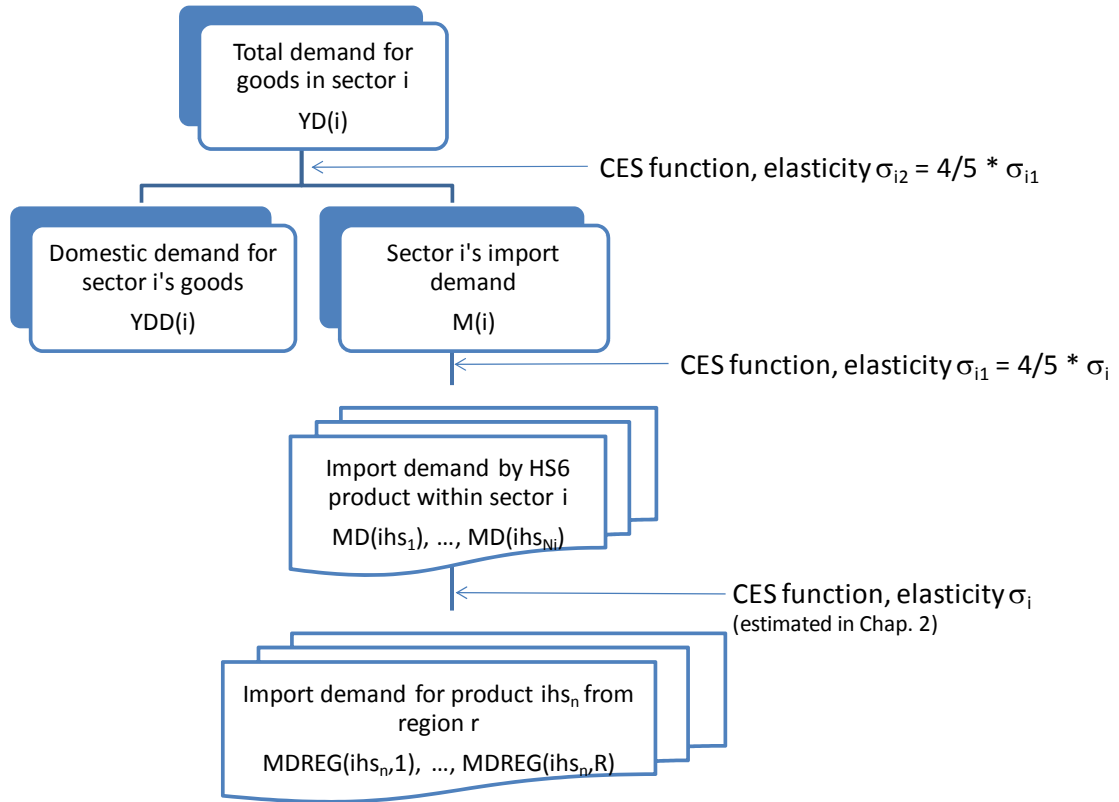 Total demand for
goods in sector i
YD(i)
CES function, elasticity σi2 = 4/5 * σi1
Domestic demand for
sector i's goods
YDD(i)
Sector i's import
demand
M(i)
CES function, elasticity σi1 = 4/5 * σi
Import demand by HS6
product within sector i
MD(ihs1), ..., MD(ihsNi)
CES function, elasticity σi
(estimated in Chap. 2)
Import demand for product ihsn from
region r
MDREG(ihsn,1), ..., MDREG(ihsn,R)